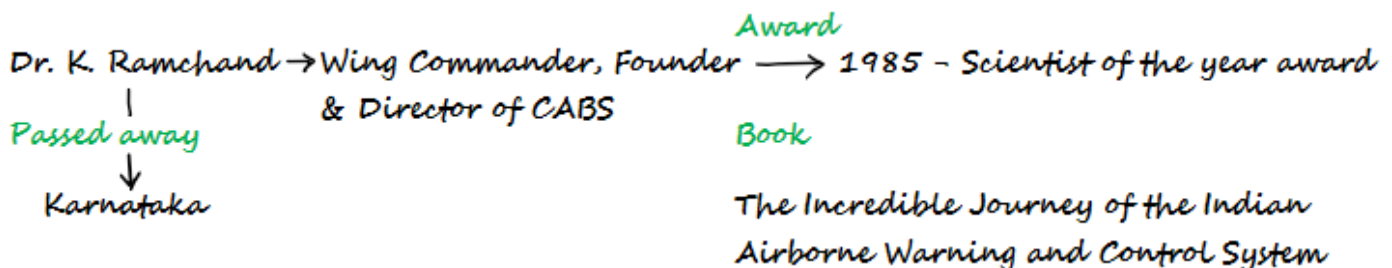 Award
Dr. K. Ramchand → Wing Commander, Founder → 1985 - Scientist of the year award
& Director of CABS
Passed away
Book
Karnataka
The Incredible Journey of the Indian
Airborne Warning and Control System